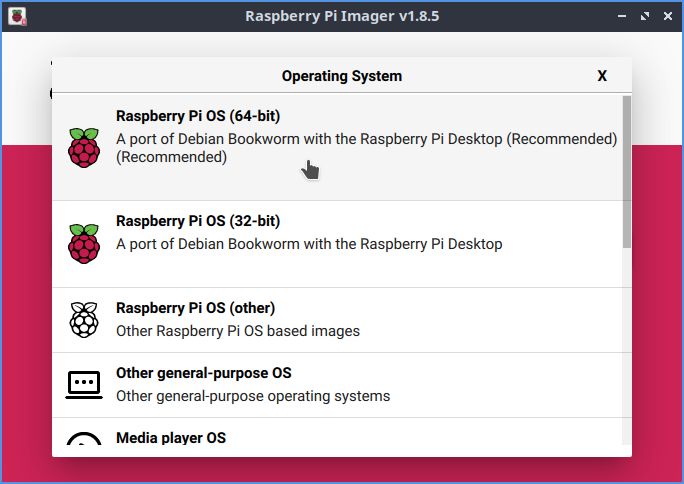 Raspberry Pi Imager v1.8.5
Operating System
X
Raspberry Pi OS (64-bit)
A port of Debian Bookworm with the Raspberry Pi Desktop (Recommended)
(Recommended)
Raspberry Pi OS (32-bit)
A port of Debian Bookworm with the Raspberry Pi Desktop
Raspberry Pi OS (other)
Other Raspberry Pi OS based images
Other general-purpose OS
Other general-purpose operating systems
Media player OS